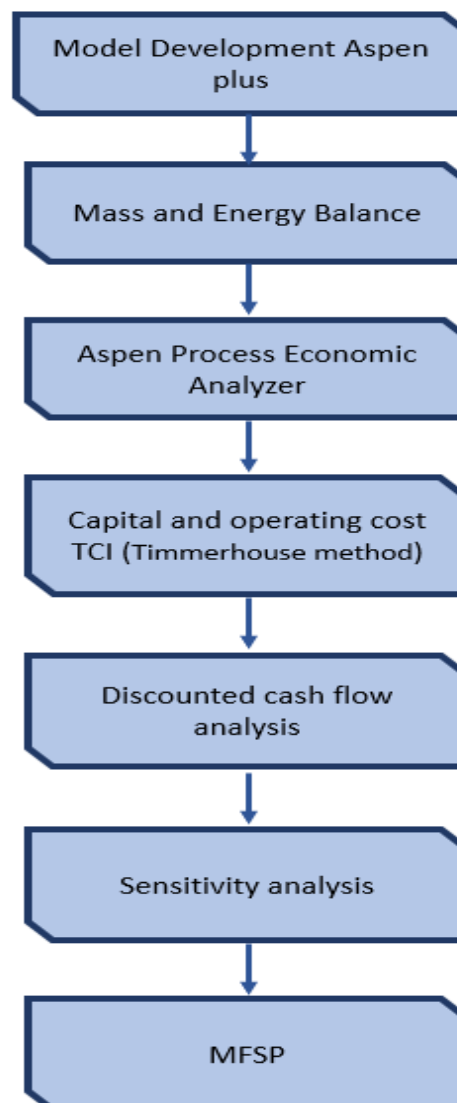 Model Development Aspen
plus
Mass and Energy Balance
Aspen Process Economic
Analyzer
Capital and operating cost
TCI (Timmerhouse method)
Discounted cash flow
analysis
Sensitivity analysis
MFSP